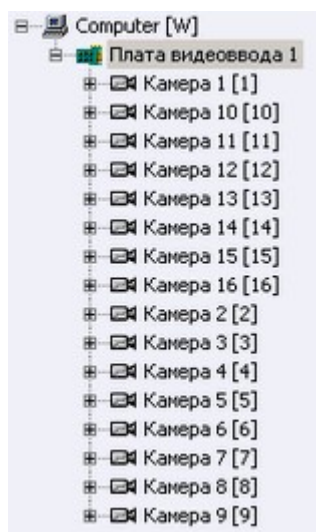 Computer [W]
Плата видеоввода 1
Камера 1 [1]
Камера 10 [10]
Камера 11 [11]
Камера 12 [12]
Камера 13 [13]
Камера 14 [14]
Камера 15 [15]
Камера 16 [16]
Камера 2 [2]
Камера 3 [3]
Камера 4 [4]
Камера 5 [5]
Камера 6 [6]
Камера 7 [7]
Камера 8 [8]
Камера 9 [9]